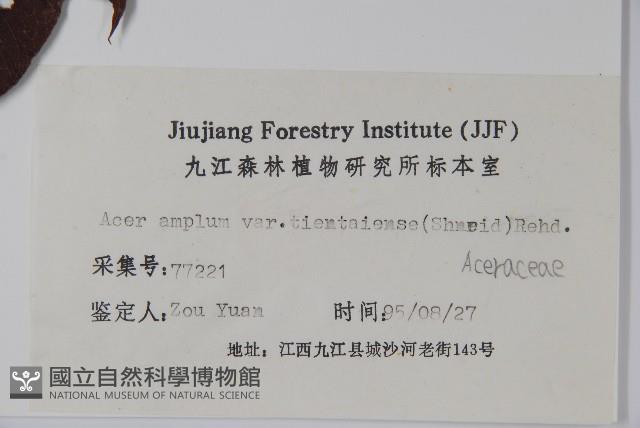 Jiujiang Forestry Institute (JJF)
九江森林植物研究所标本室
Acer amplum var.tientaiense(Shneid)Rehd.
Aceraceae
采集号:77221
鉴定人:Zou Yuan 时间:95/08/27
地址: 江西九江县城沙河老街143号
國立自然科學博物館
NATIONAL MUSEUM OF NATURAL SCIENCE